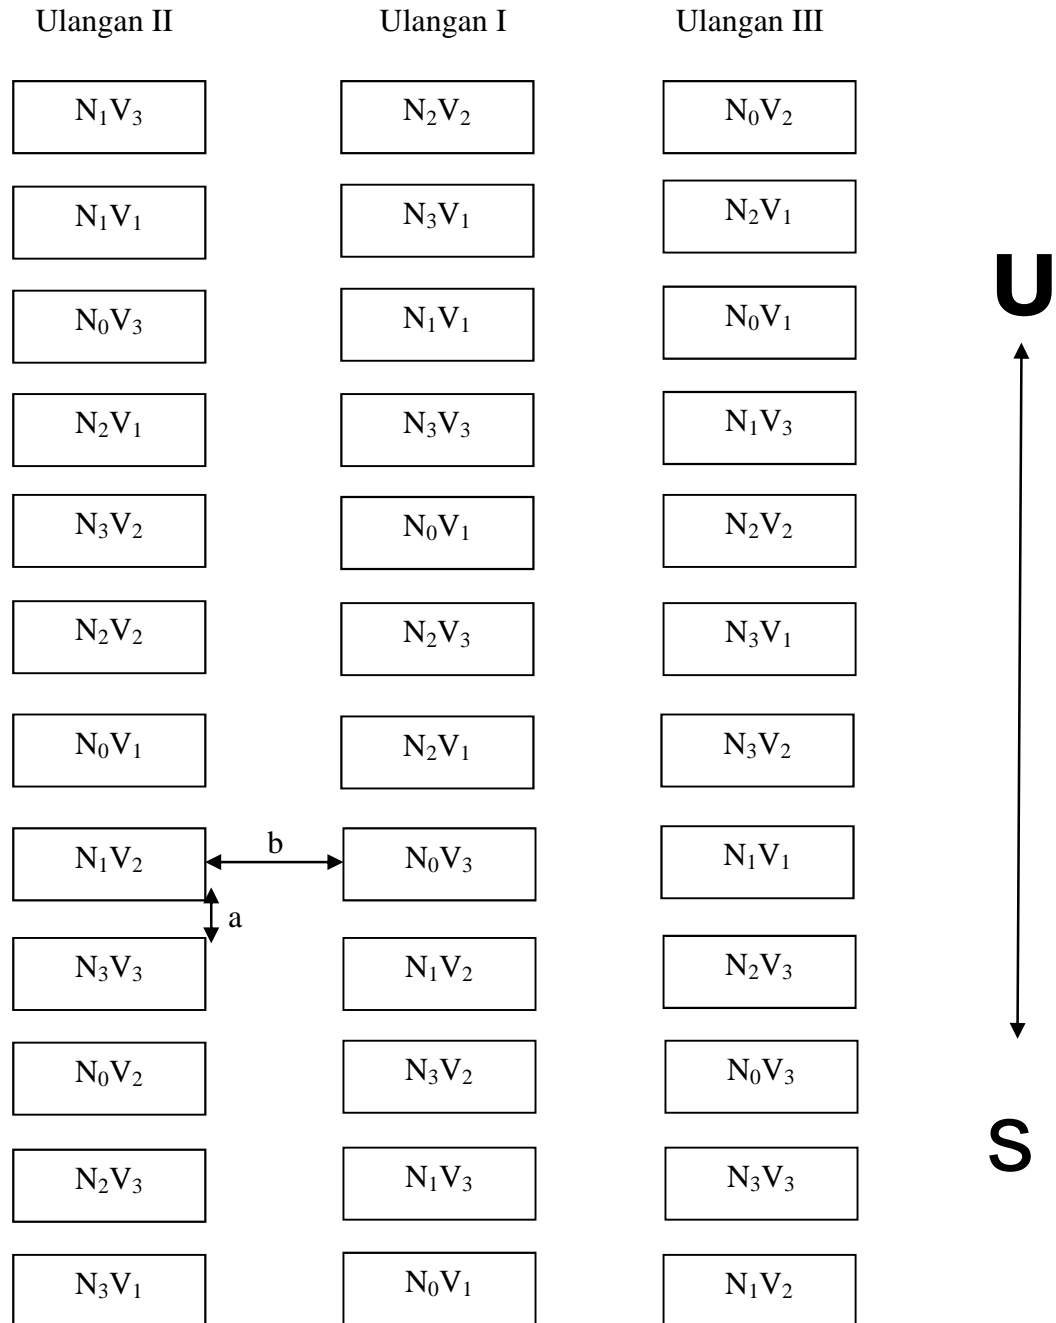 Ulangan II Ulangan I Ulangan III
N₁V₃ N₂V₂ N₀V₂
N₁V₁ N₃V₁ N₂V₁
U
N₀V₃ N₁V₁ N₀V₁
N₂V₁ N₃V₃ N₁V₃
N₃V₂ N₀V₁ N₂V₂
N₂V₂ N₂V₃ N₃V₁
N₀V₁ N₂V₁ N₃V₂
N₁V₂ b N₀V₃ N₁V₁
a
N₃V₃ N₁V₂ N₂V₃
N₀V₂ N₃V₂ N₀V₃
S
N₂V₃ N₁V₃ N₃V₃
N₃V₁ N₀V₁ N₁V₂